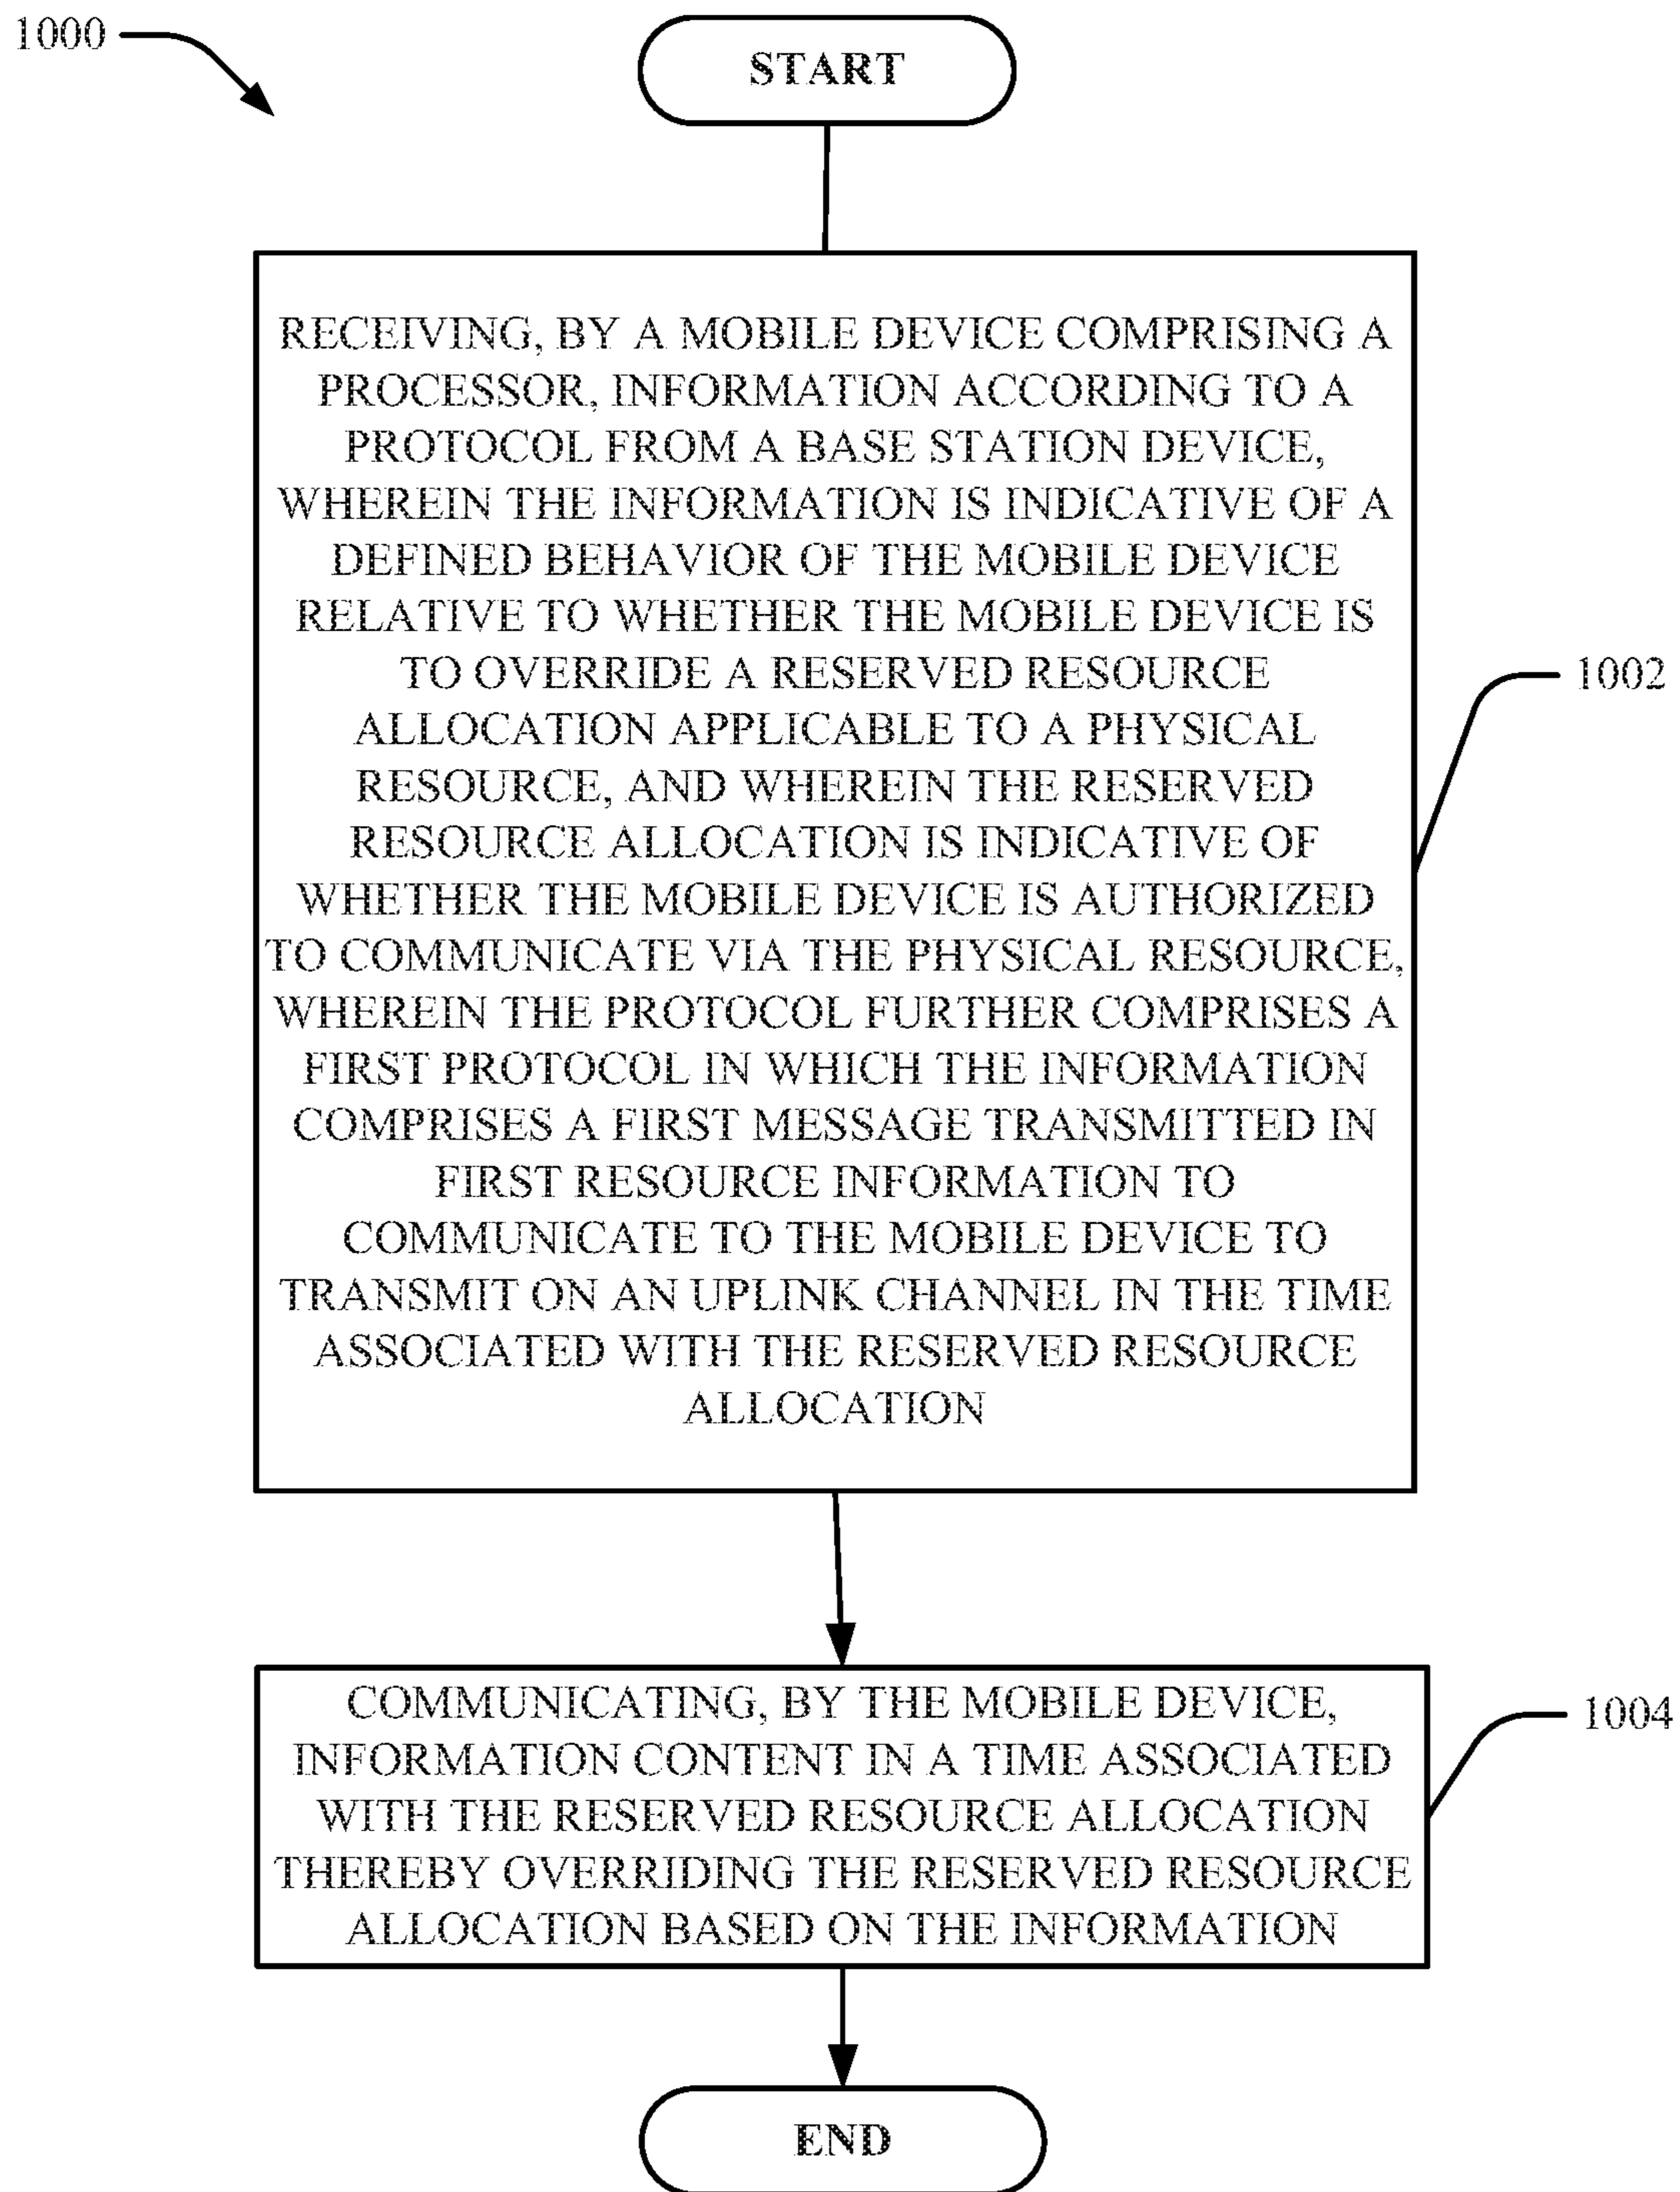 1000
START
RECEIVING, BY A MOBILE DEVICE COMPRISING A
PROCESSOR, INFORMATION ACCORDING TO A
PROTOCOL FROM A BASE STATION DEVICE,
WHEREIN THE INFORMATION IS INDICATIVE OF A
DEFINED BEHAVIOR OF THE MOBILE DEVICE
RELATIVE TO WHETHER THE MOBILE DEVICE IS
TO OVERRIDE A RESERVED RESOURCE
ALLOCATION APPLICABLE TO A PHYSICAL
RESOURCE, AND WHEREIN THE RESERVED
RESOURCE ALLOCATION IS INDICATIVE OF
WHETHER THE MOBILE DEVICE IS AUTHORIZED
TO COMMUNICATE VIA THE PHYSICAL RESOURCE,
WHEREIN THE PROTOCOL FURTHER COMPRISES A
FIRST PROTOCOL IN WHICH THE INFORMATION
COMPRISES A FIRST MESSAGE TRANSMITTED IN
FIRST RESOURCE INFORMATION TO
COMMUNICATE TO THE MOBILE DEVICE TO
TRANSMIT ON AN UPLINK CHANNEL IN THE TIME
ASSOCIATED WITH THE RESERVED RESOURCE
ALLOCATION
1002
COMMUNICATING, BY THE MOBILE DEVICE,
INFORMATION CONTENT IN A TIME ASSOCIATED
WITH THE RESERVED RESOURCE ALLOCATION
THEREBY OVERRIDING THE RESERVED RESOURCE
ALLOCATION BASED ON THE INFORMATION
1004
END